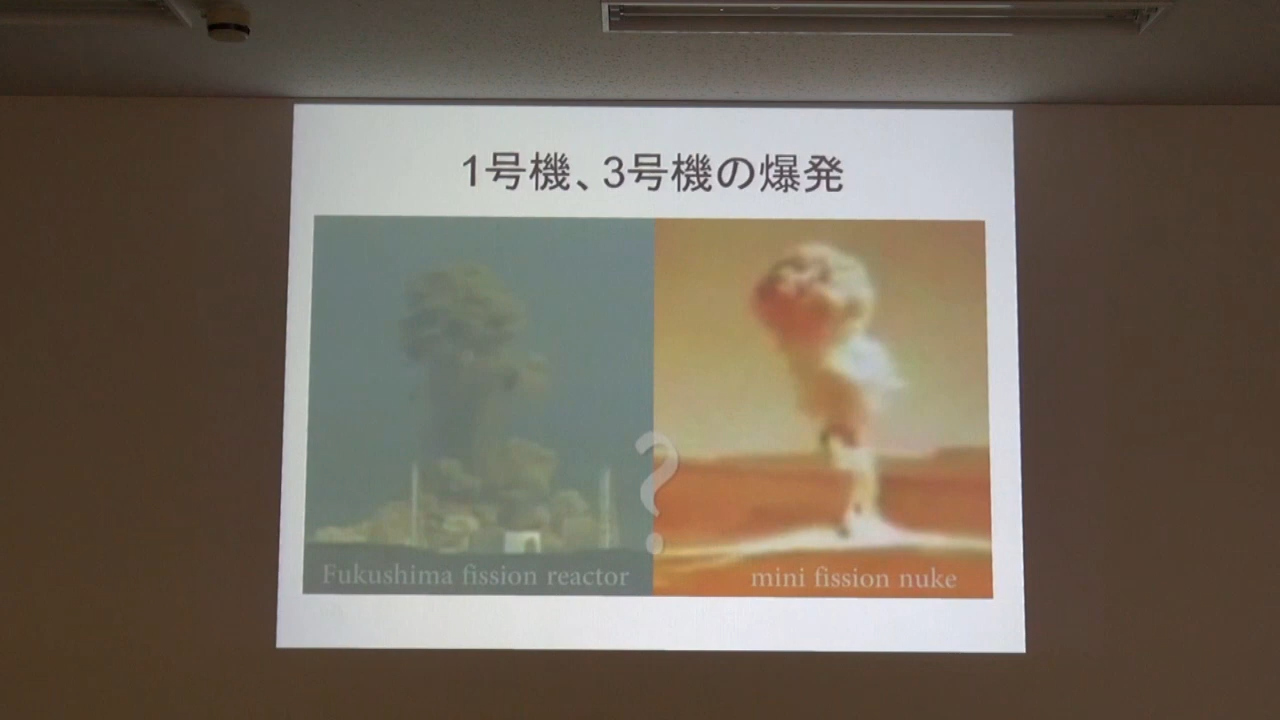 1号機、3号機の爆発
?
Fukushima fission reactor
mini fission nuke